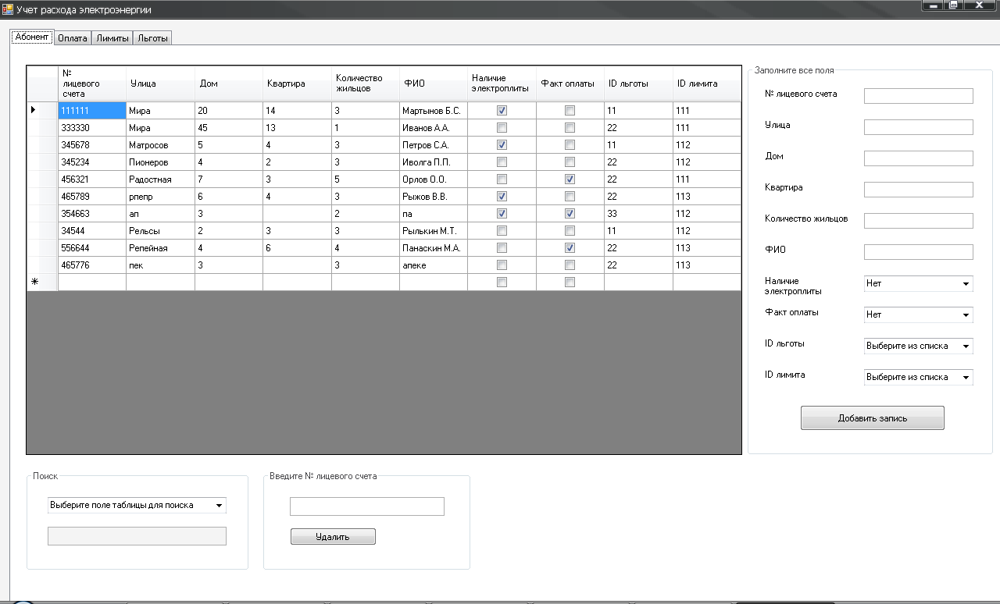 Учет расхода электроэнергии
Абонент Оплата Лимиты Льготы
№ лицевого счета Улица Дом Квартира Количество жильцов ФИО Наличие электроплиты Факт оплаты ID льготы ID лимита
111111 Мира 20 14 3 Мартынов Б.С. 11 111
333330 Мира 45 13 1 Иванов А.А. 22 111
345678 Матросов 5 4 3 Петров С.А. 11 112
345234 Пионеров 4 2 3 Иволга П.П. 22 112
456321 Радостная 7 3 5 Орлов О.О. 22 111
465789 рпепр 6 4 3 Рыжов В.В. 22 113
354663 ап 3 2 па 33 112
34544 Рельсы 2 3 3 Рылькин М.Т. 11 112
556644 Репейная 4 6 4 Панаскин М.А. 22 113
465776 пек 3 3 апеке 22 113
Заполните все поля
№ лицевого счета
Улица
Дом
Квартира
Количество жильцов
ФИО
Наличие
электроплиты
Нет
Факт оплаты Нет
ID льготы Выберите из списка
ID лимита Выберите из списка
Добавить запись
Поиск
Выберите поле таблицы для поиска
Введите № лицевого счета
Удалить